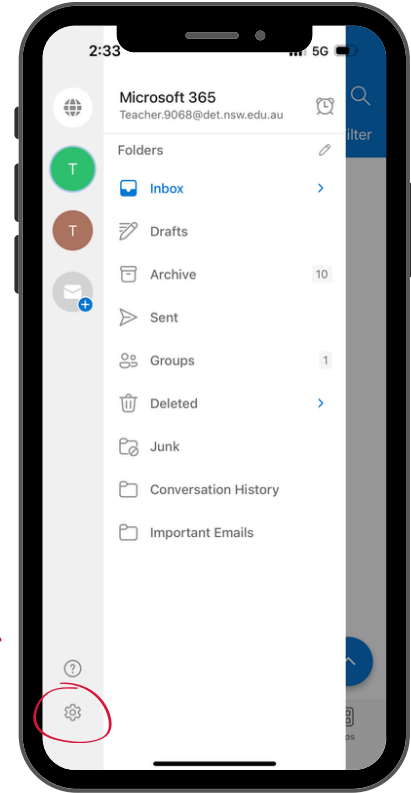 2:33
5G
Microsoft 365
Teacher.9068@det.nsw.edu.au
ilter
Folders
T
Inbox
Drafts
T
Archive 10
Sent
Groups 1
Deleted
Junk
Conversation History
Important Emails
?
ps